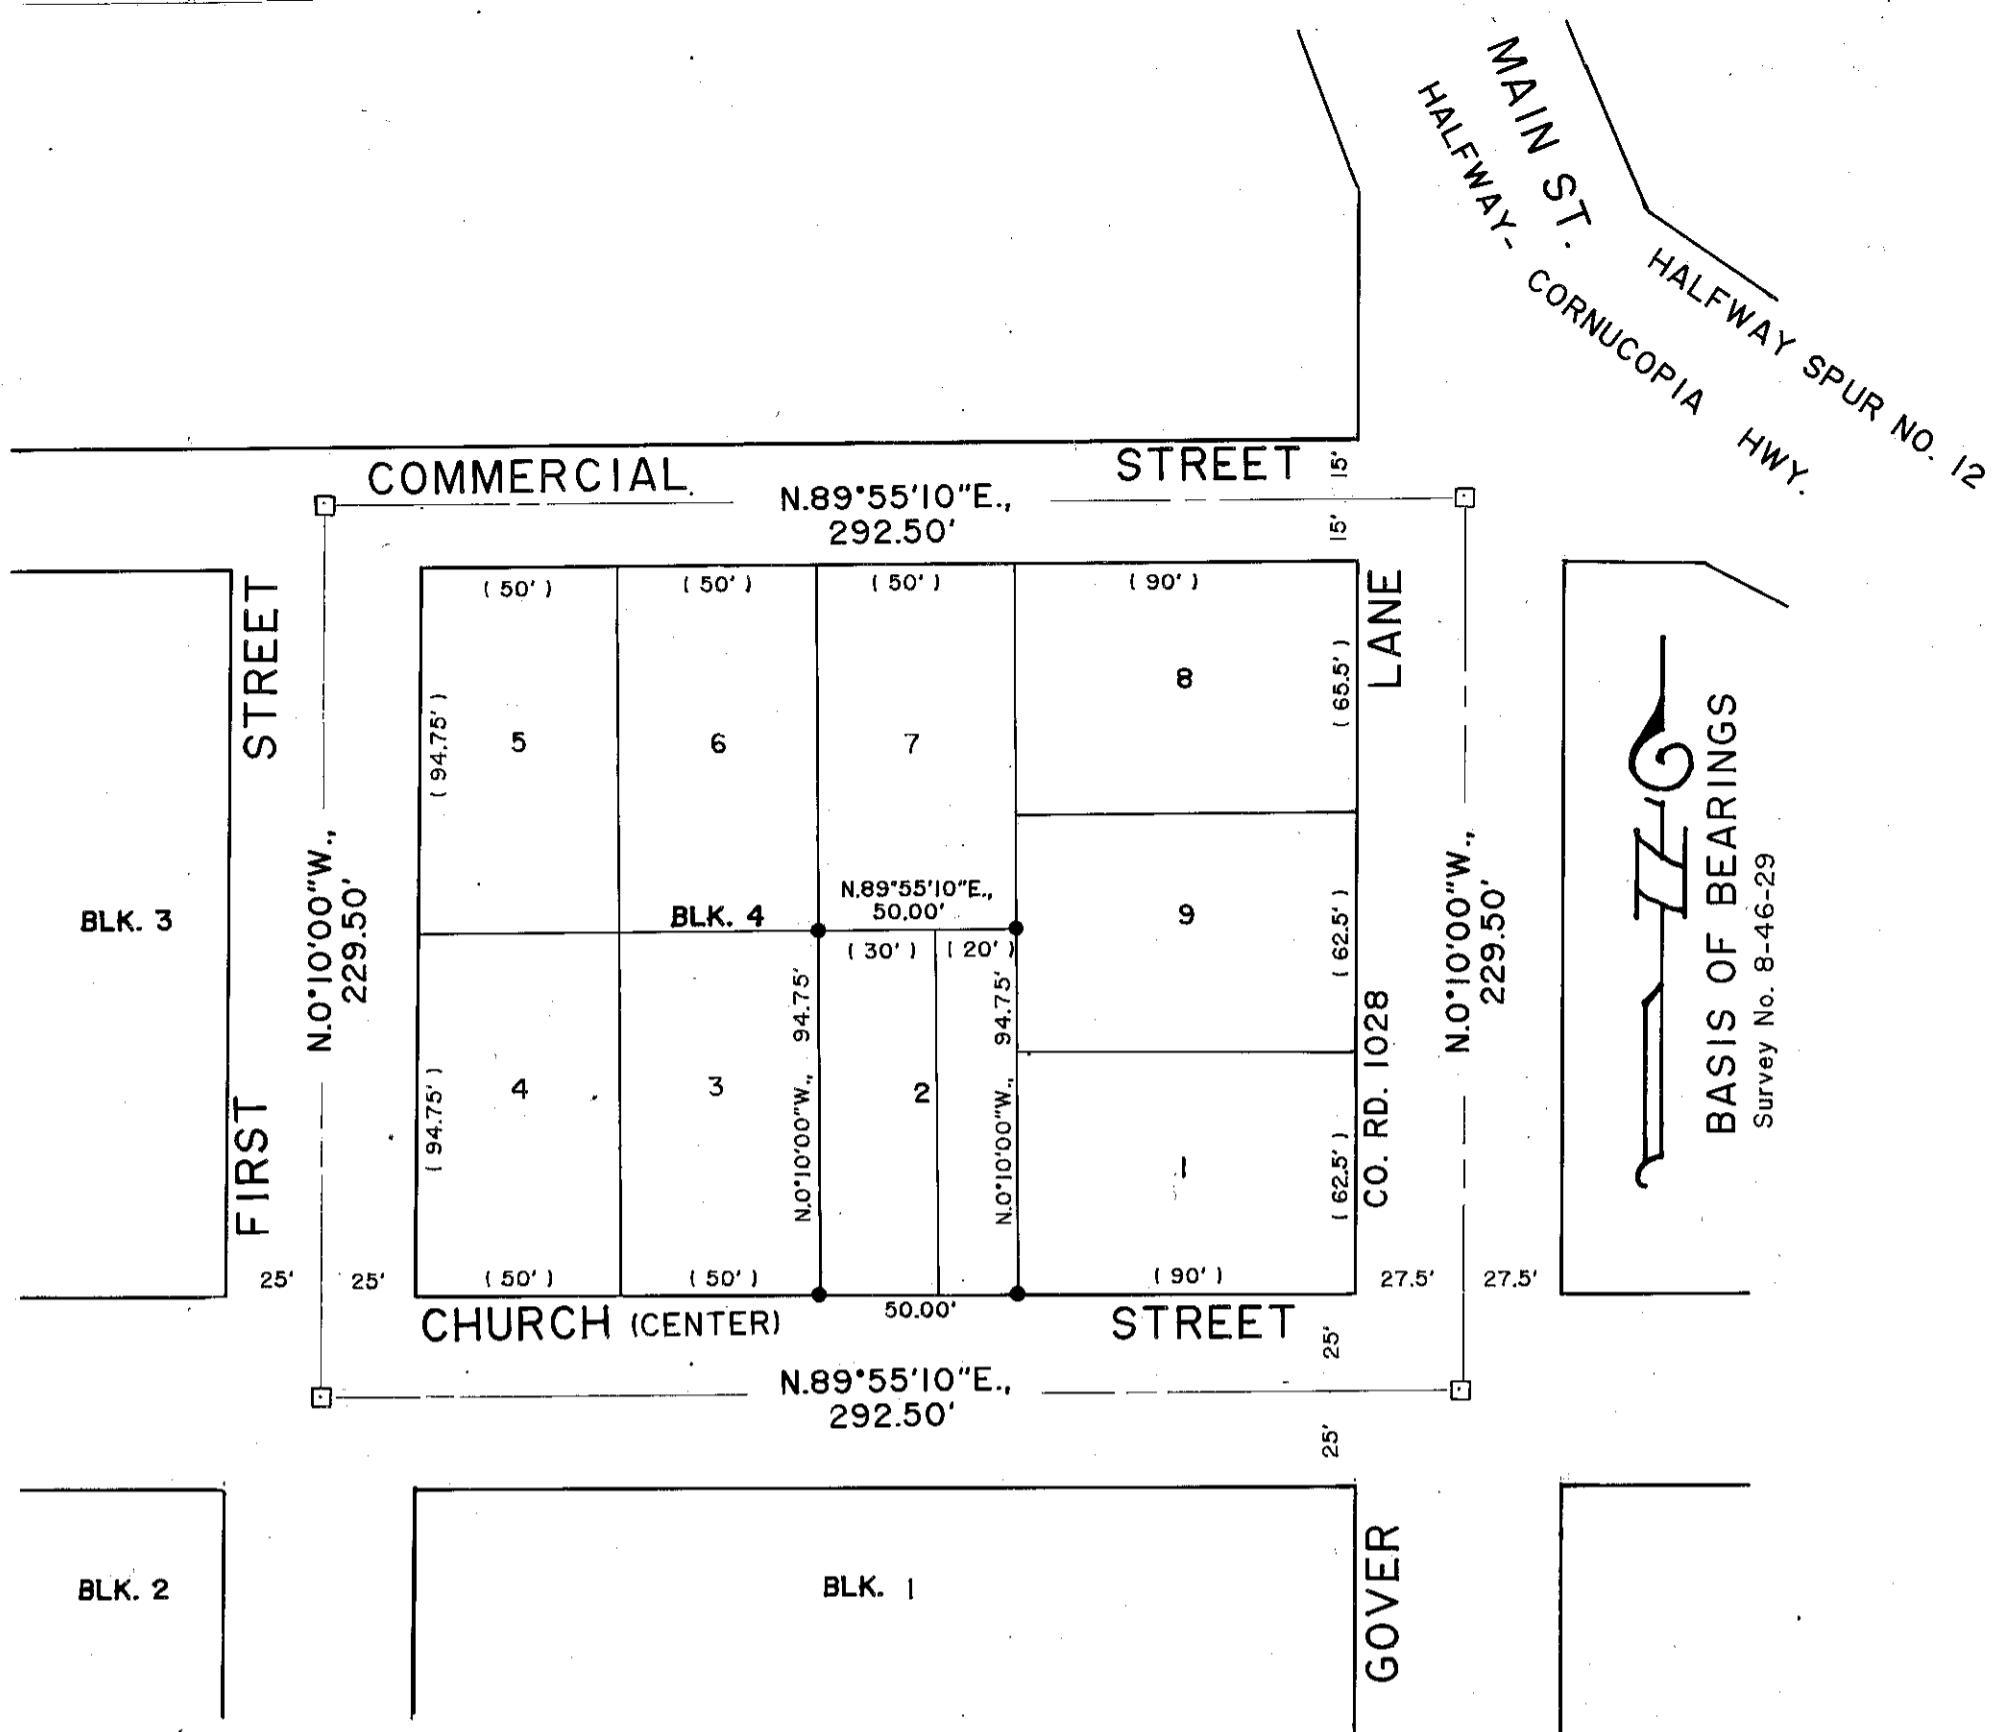 MAIN ST.
HALFWAY - CORNUCOPIA HWY.
HALFWAY SPUR NO. 12
COMMERCIAL STREET
15'
15'
N.89°55'10"E.,
292.50'
( 50' )
( 50' )
( 50' )
( 90' )
STREET
FIRST
LANE
( 94.75' )
5
6
7
8
( 65.5' )
N.0°10'00"W.,
229.50'
BLK. 3
BLK. 4
N.89°55'10"E.,
50.00'
9
( 62.5' )
N.0°10'00"W.,
229.50'
N
BASIS OF BEARINGS
Survey No. 8-46-29
( 30' )
( 20' )
( 94.75' )
4
3
N.0°10'00"W., 94.75'
2
N.0°10'00"W., 94.75'
1
( 62.5' )
CO. RD. 1028
25'
25'
( 50' )
( 50' )
50.00'
( 90' )
27.5'
27.5'
CHURCH (CENTER) STREET
25'
N.89°55'10"E.,
292.50'
25'
BLK. 2
BLK. 1
GOVER